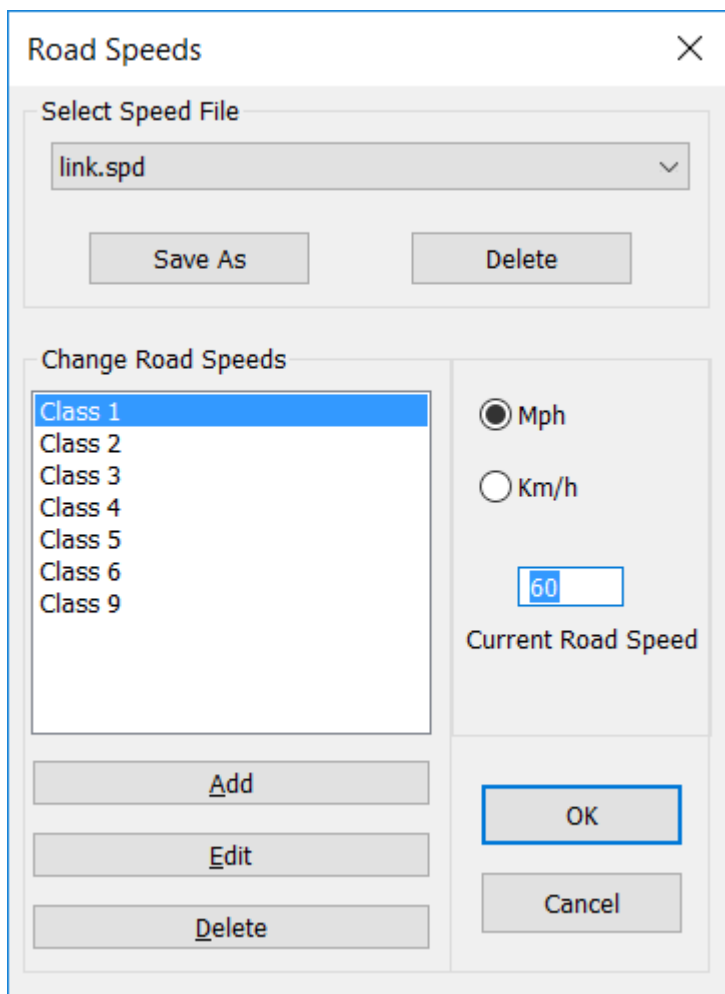 Road Speeds
Select Speed File
link.spd
Save As
Delete
Change Road Speeds
Class 1
Class 2
Class 3
Class 4
Class 5
Class 6
Class 9
Mph
Km/h
60
Current Road Speed
Add
Edit
Delete
OK
Cancel